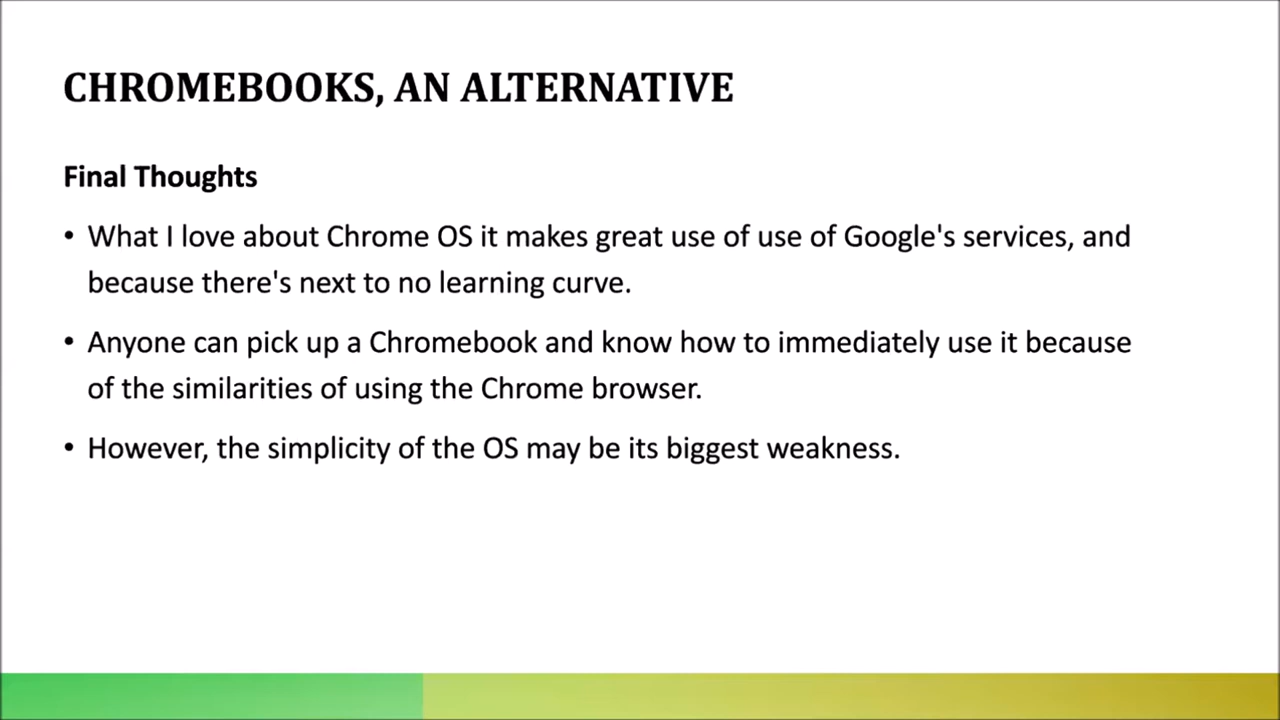 CHROMEBOOKS, AN ALTERNATIVE
Final Thoughts
• What I love about Chrome OS it makes great use of use of Google's services, and
because there's next to no learning curve.
• Anyone can pick up a Chromebook and know how to immediately use it because
of the similarities of using the Chrome browser.
• However, the simplicity of the OS may be its biggest weakness.